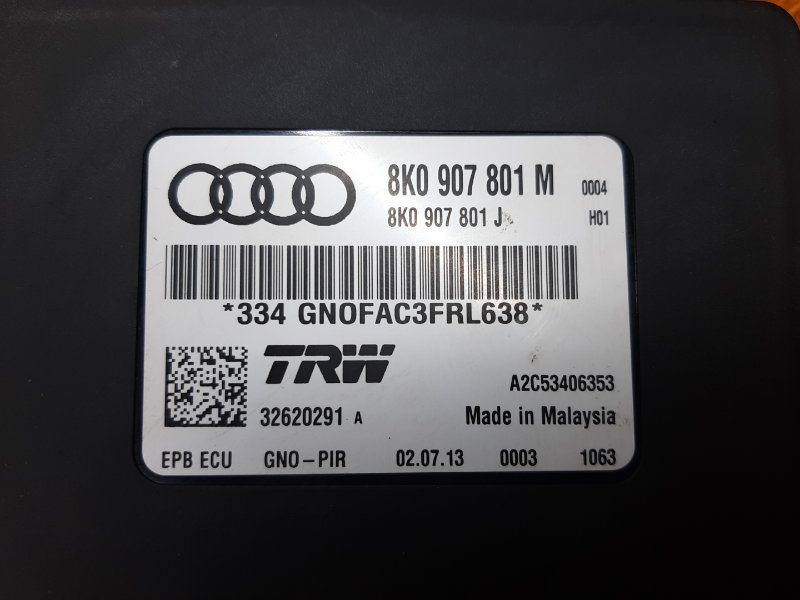 8K0 907 801 M 0004
8K0 907 801 J H01
*334 GNOFAC3FRL638*
TRW A2C53406353
32620291 A Made in Malaysia
EPB ECU GNO-PIR 02.07.13 0003 1063